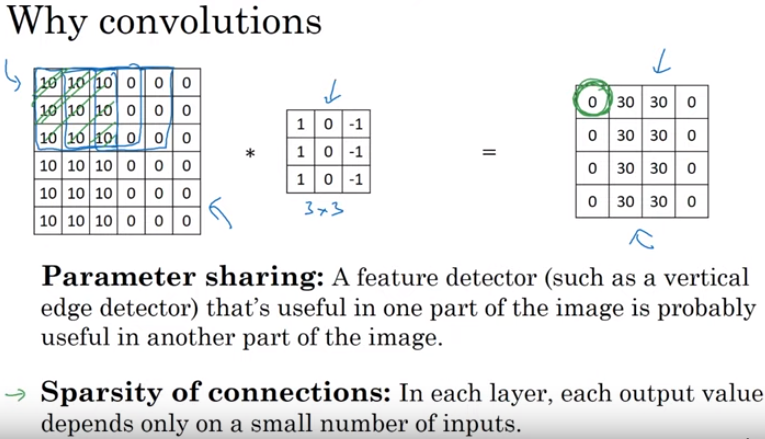 Why convolutions
10 10 10 0 0 0
10 10 10 0 0 0
10 10 10 0 0 0
10 10 10 0 0 0
10 10 10 0 0 0
10 10 10 0 0 0
*
1 0 -1
1 0 -1
1 0 -1
3x3
=
0 30 30 0
0 30 30 0
0 30 30 0
0 30 30 0
Parameter sharing: A feature detector (such as a vertical
edge detector) that's useful in one part of the image is probably
useful in another part of the image.
→ Sparsity of connections: In each layer, each output value
depends only on a small number of inputs.